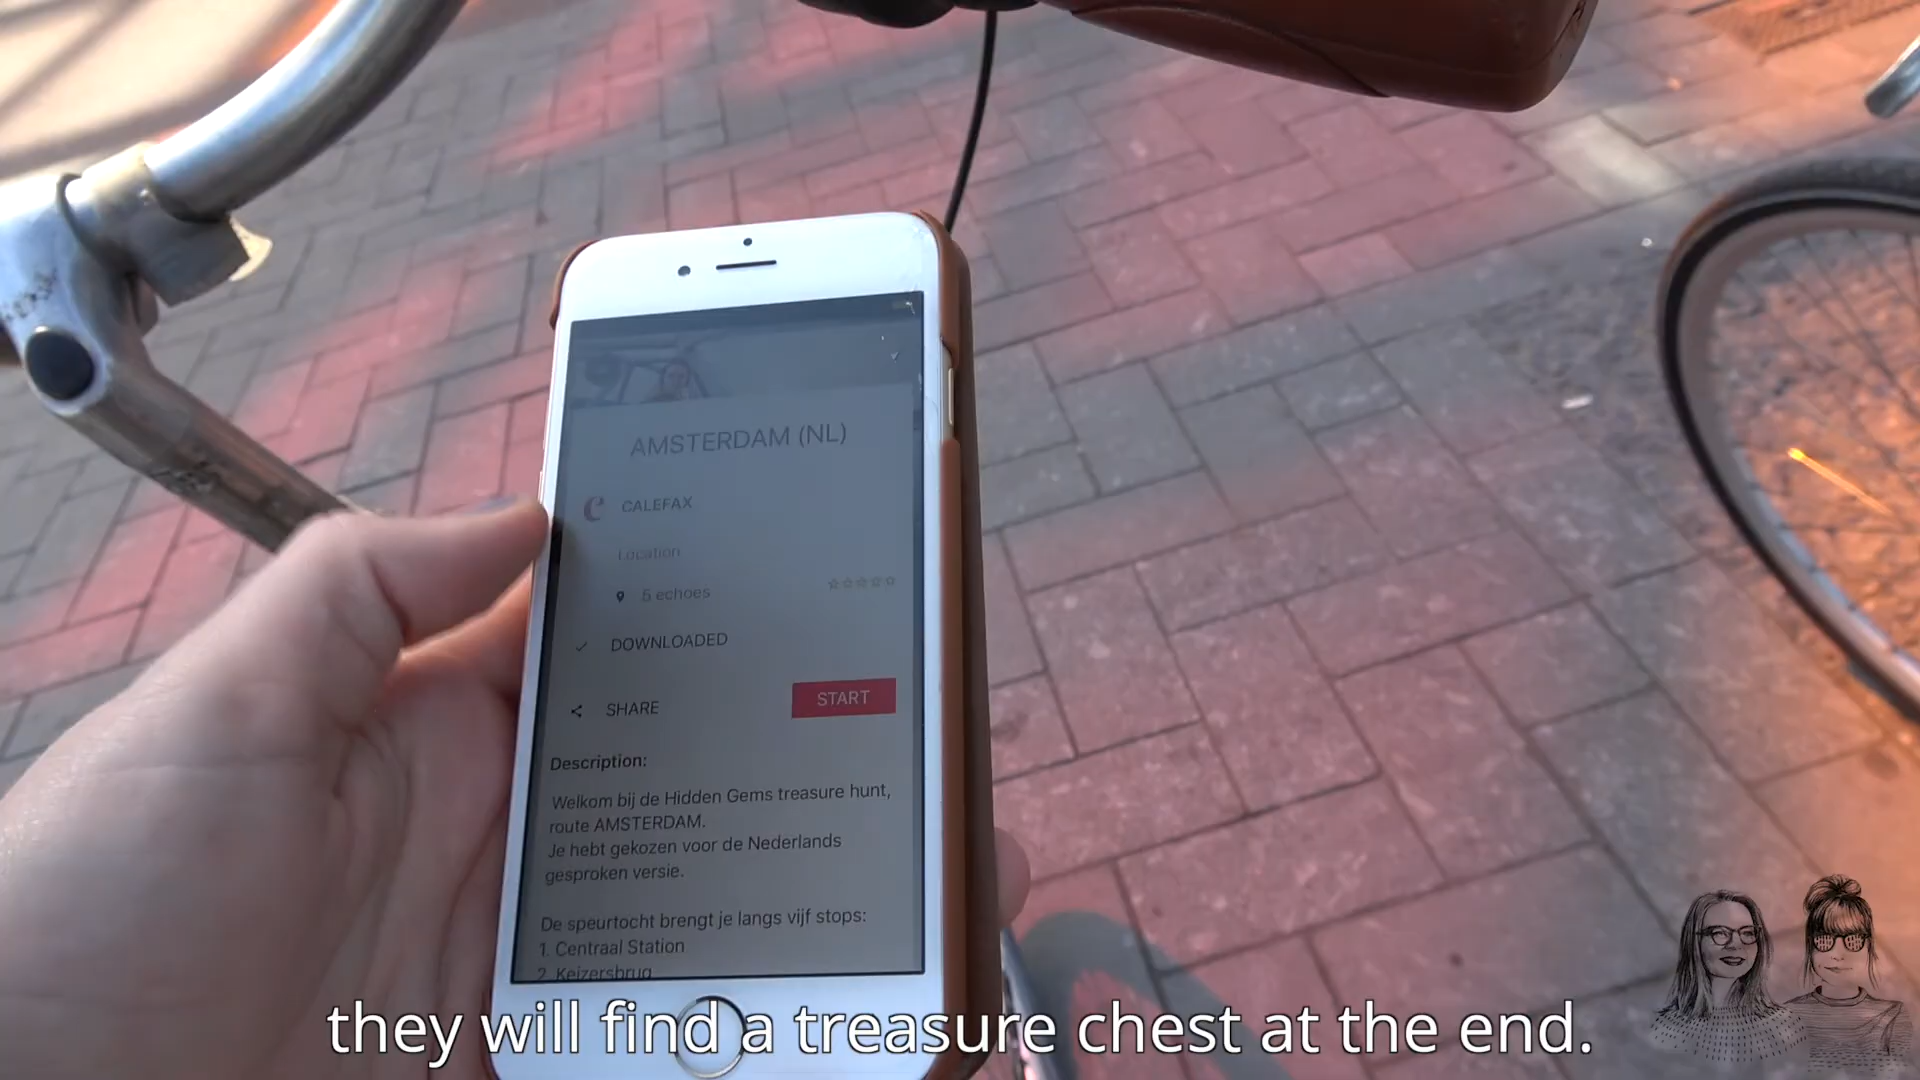 AMSTERDAM (NL)
CALEFAX
Location
5 echoes
DOWNLOADED
SHARE
START
Description:
Welkom bij de Hidden Gems treasure hunt,
route AMSTERDAM.
Je hebt gekozen voor de Nederlands
gesproken versie.
De speurtocht brengt je langs vijf stops:
1. Centraal Station
2. Keizersbrug
they will find a treasure chest at the end.